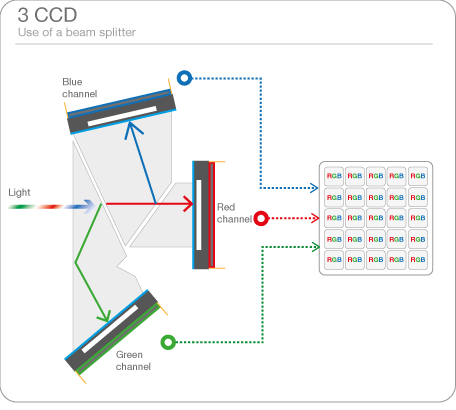 3 CCD
Use of a beam splitter
Blue
channel
Light
Red
channel
Green
channel
RGB RGB RGB RGB RGB
RGB RGB RGB RGB RGB
RGB RGB RGB RGB RGB
RGB RGB RGB RGB RGB
RGB RGB RGB RGB RGB